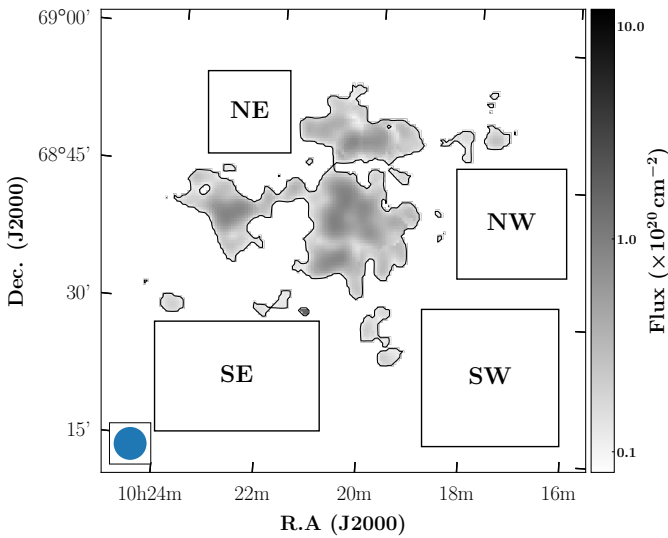 69°00'
68°45'
30'
15'
Dec. (J2000)
NE
NW
SE
SW
10h24m 22m 20m 18m 16m
R.A (J2000)
10.0
1.0
0.1
Flux (×10²⁰ cm⁻²)